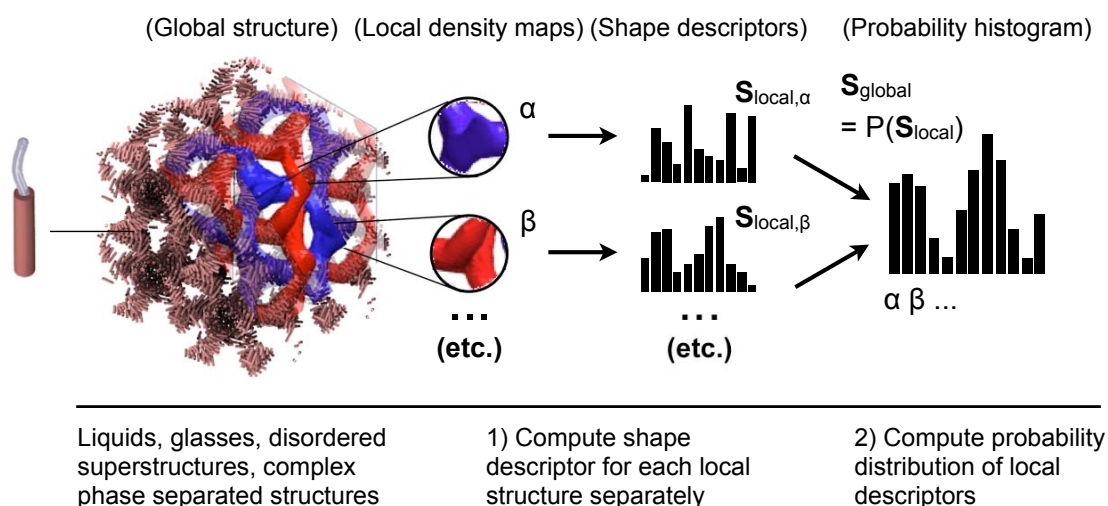 (Global structure) (Local density maps) (Shape descriptors) (Probability histogram)
α
S_local,α
S_global
= P(S_local)
β
S_local,β
α β ...
...
(etc.)
...
(etc.)
Liquids, glasses, disordered
superstructures, complex
phase separated structures
1) Compute shape
descriptor for each local
structure separately
2) Compute probability
distribution of local
descriptors